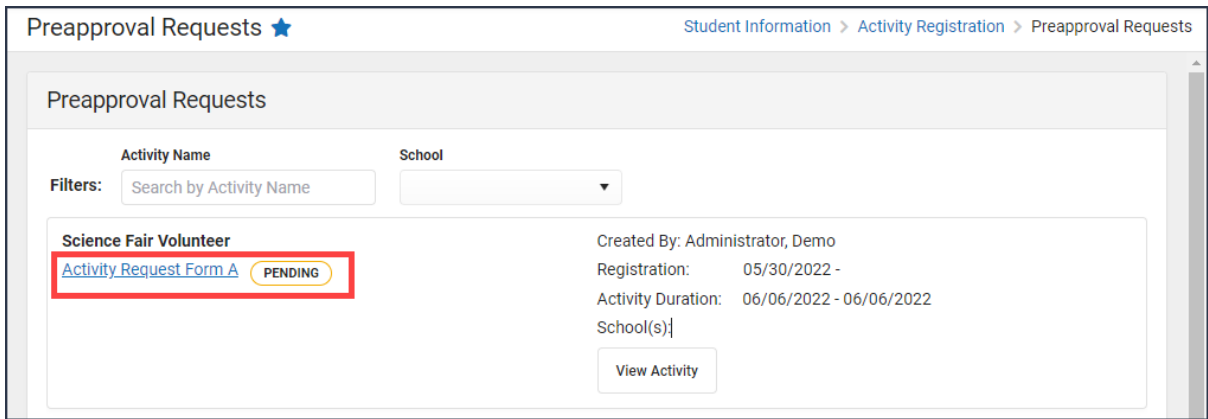 Preapproval Requests
Student Information > Activity Registration > Preapproval Requests
Preapproval Requests
Activity Name
School
Filters:
Search by Activity Name
Science Fair Volunteer
Activity Request Form A PENDING
Created By: Administrator, Demo
Registration: 05/30/2022 -
Activity Duration: 06/06/2022 - 06/06/2022
School(s):
View Activity